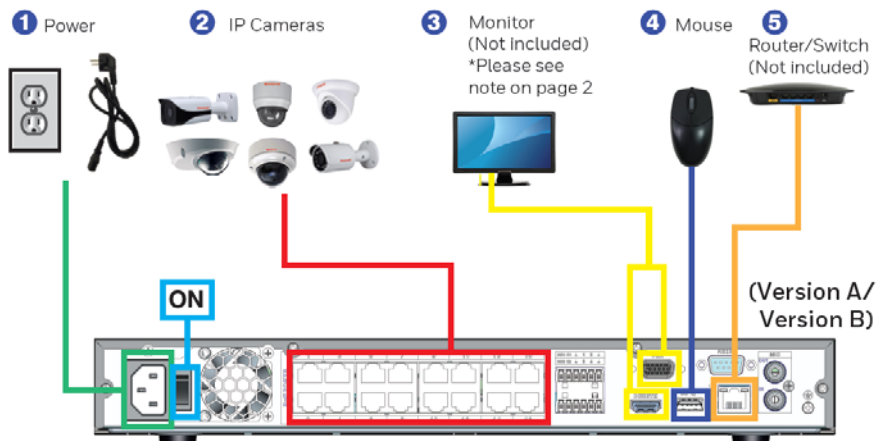 1 Power
2 IP Cameras
3 Monitor
(Not Included)
*Please see
note on page 2
4 Mouse
5
Router/Switch
(Not included)
ON
(Version A/
Version B)